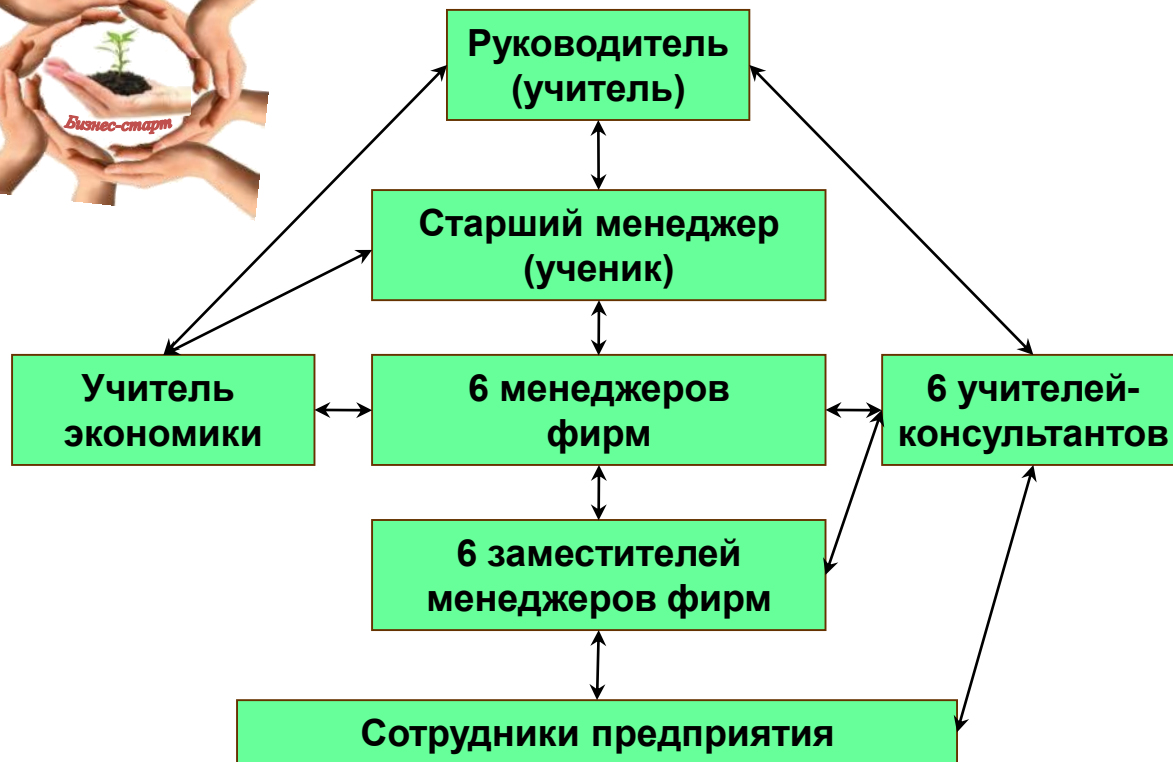 Бизнес-старт
Руководитель
(учитель)
Старший менеджер
(ученик)
Учитель
экономики
6 менеджеров
фирм
6 учителей-
консультантов
6 заместителей
менеджеров фирм
Сотрудники предприятия